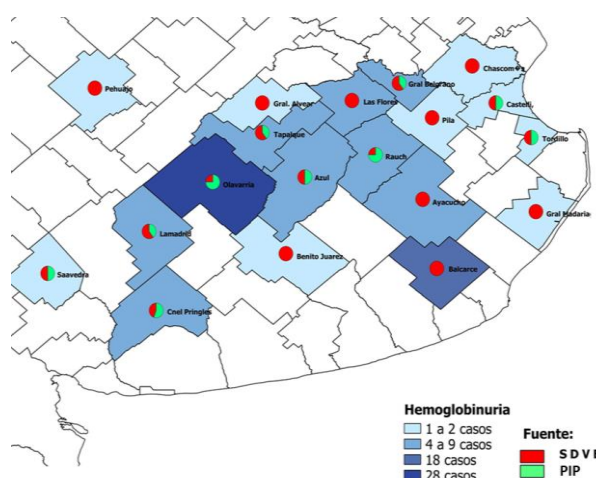 Chascom�s
Gral Belgrano
Pehuajo
Las Flores
Gral. Alvear
Castelli
Pila
Tapalque
Tordillo
Rauch
Azul
Olavarria
Ayacucho
Gral Madaria
Lamadrid
Benito Juarez
Balcarce
Saavedra
Cnel Pringles
Hemoglobinuria
1 a 2 casos
4 a 9 casos
18 casos
28 casos
Fuente:
S D V E
PIP